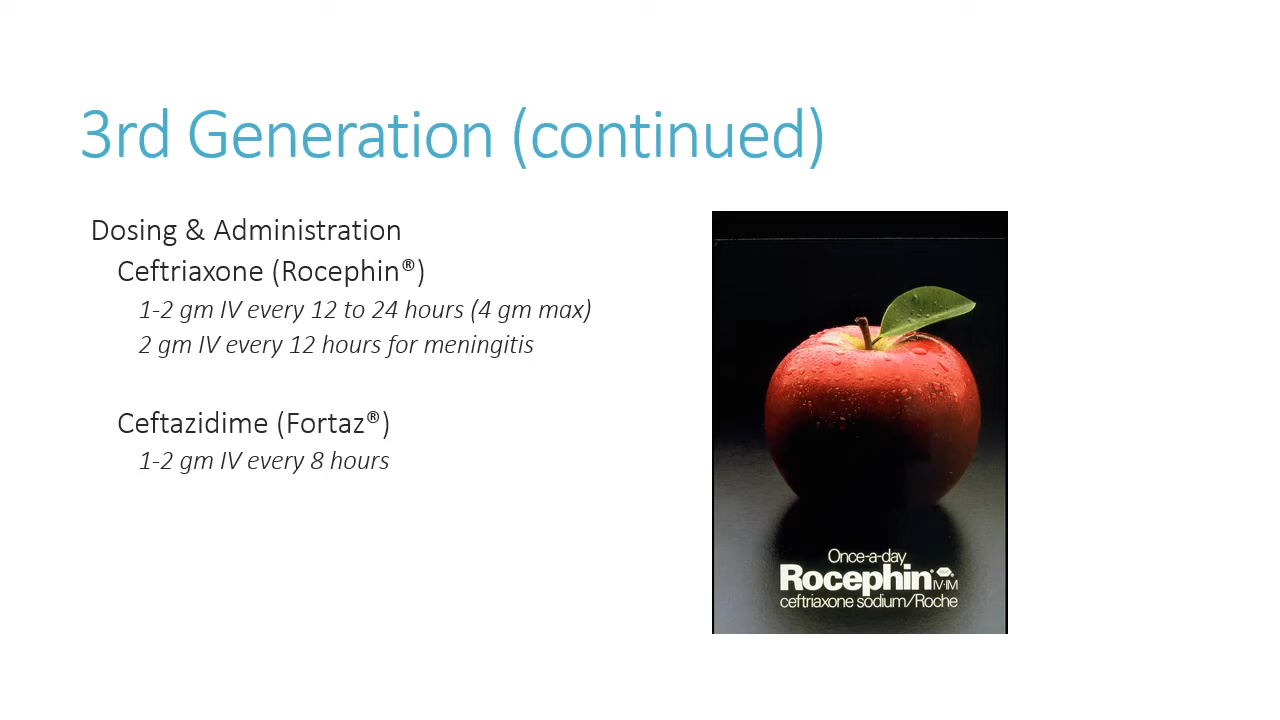 3rd Generation (continued)
Dosing & Administration
Ceftriaxone (Rocephin®)
1-2 gm IV every 12 to 24 hours (4 gm max)
2 gm IV every 12 hours for meningitis
Ceftazidime (Fortaz®)
1-2 gm IV every 8 hours
Once-a-day
Rocephin® IV·IM
ceftriaxone sodium/Roche